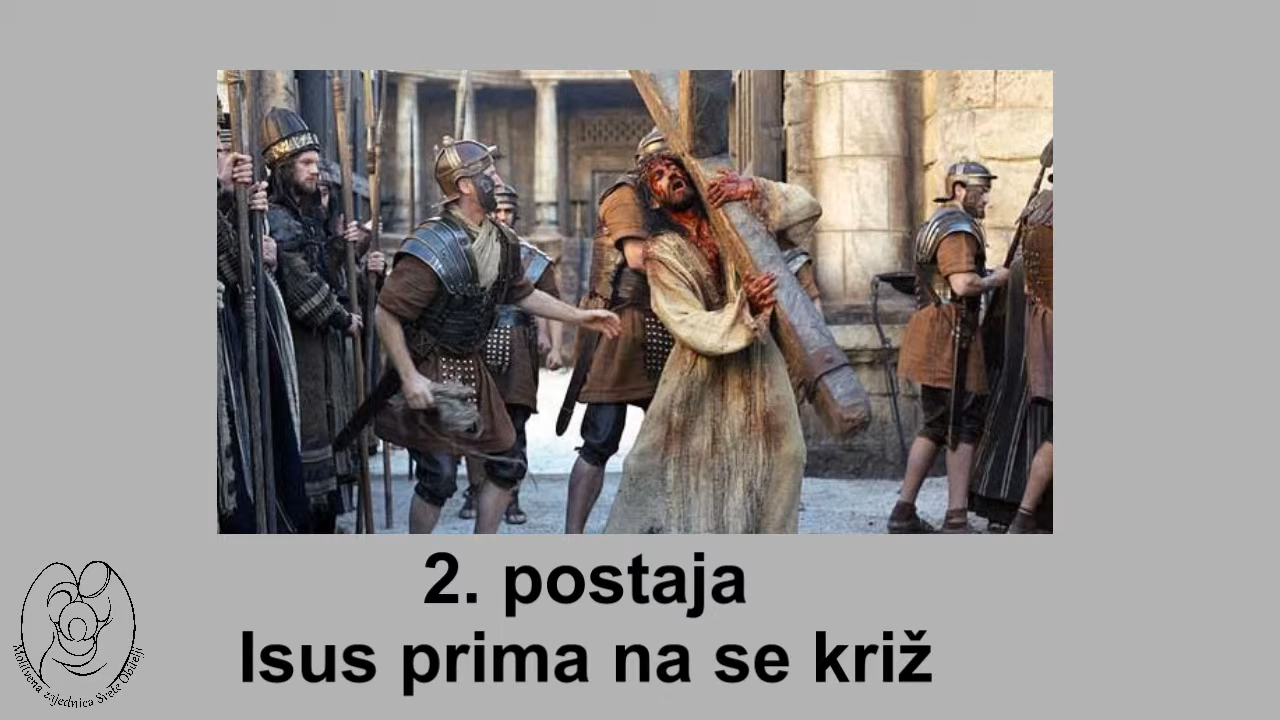 2. postaja
Isus prima na se križ
Molitvena zajednica Svete Obitelji